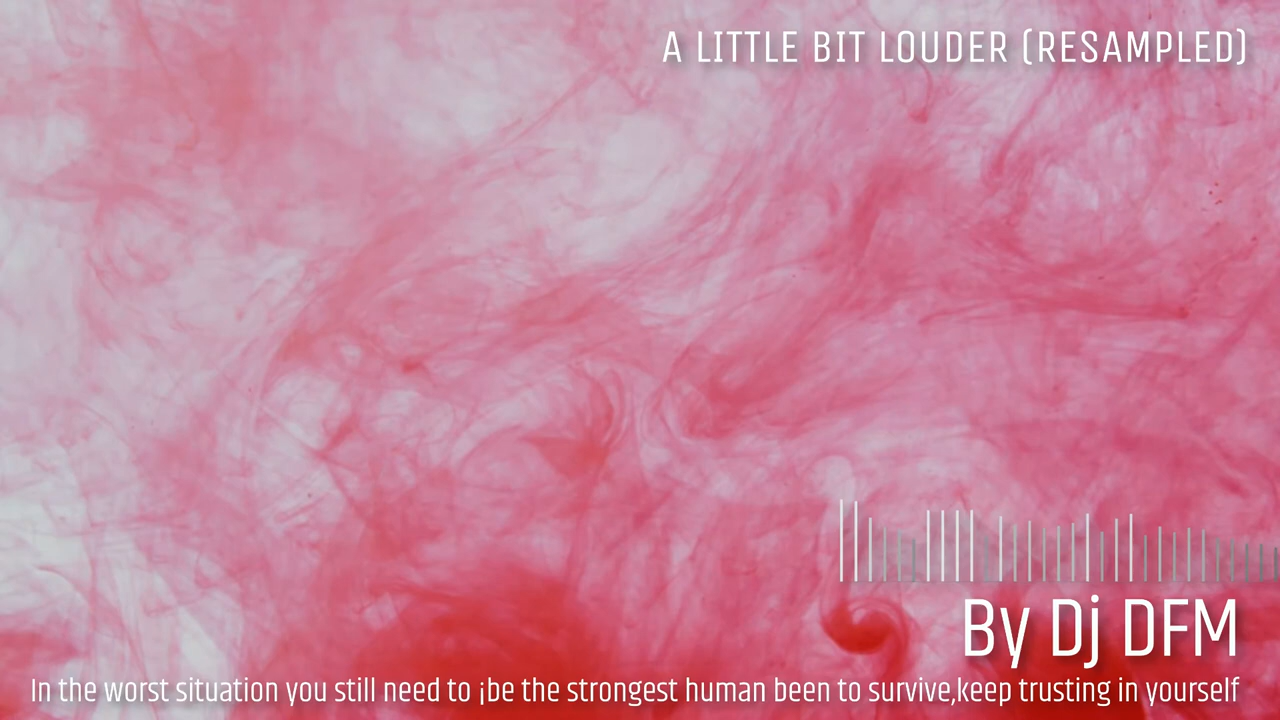 A LITTLE BIT LOUDER (RESAMPLED)
By Dj DFM
In the worst situation you still need to ¡be the strongest human been to survive,keep trusting in yourself